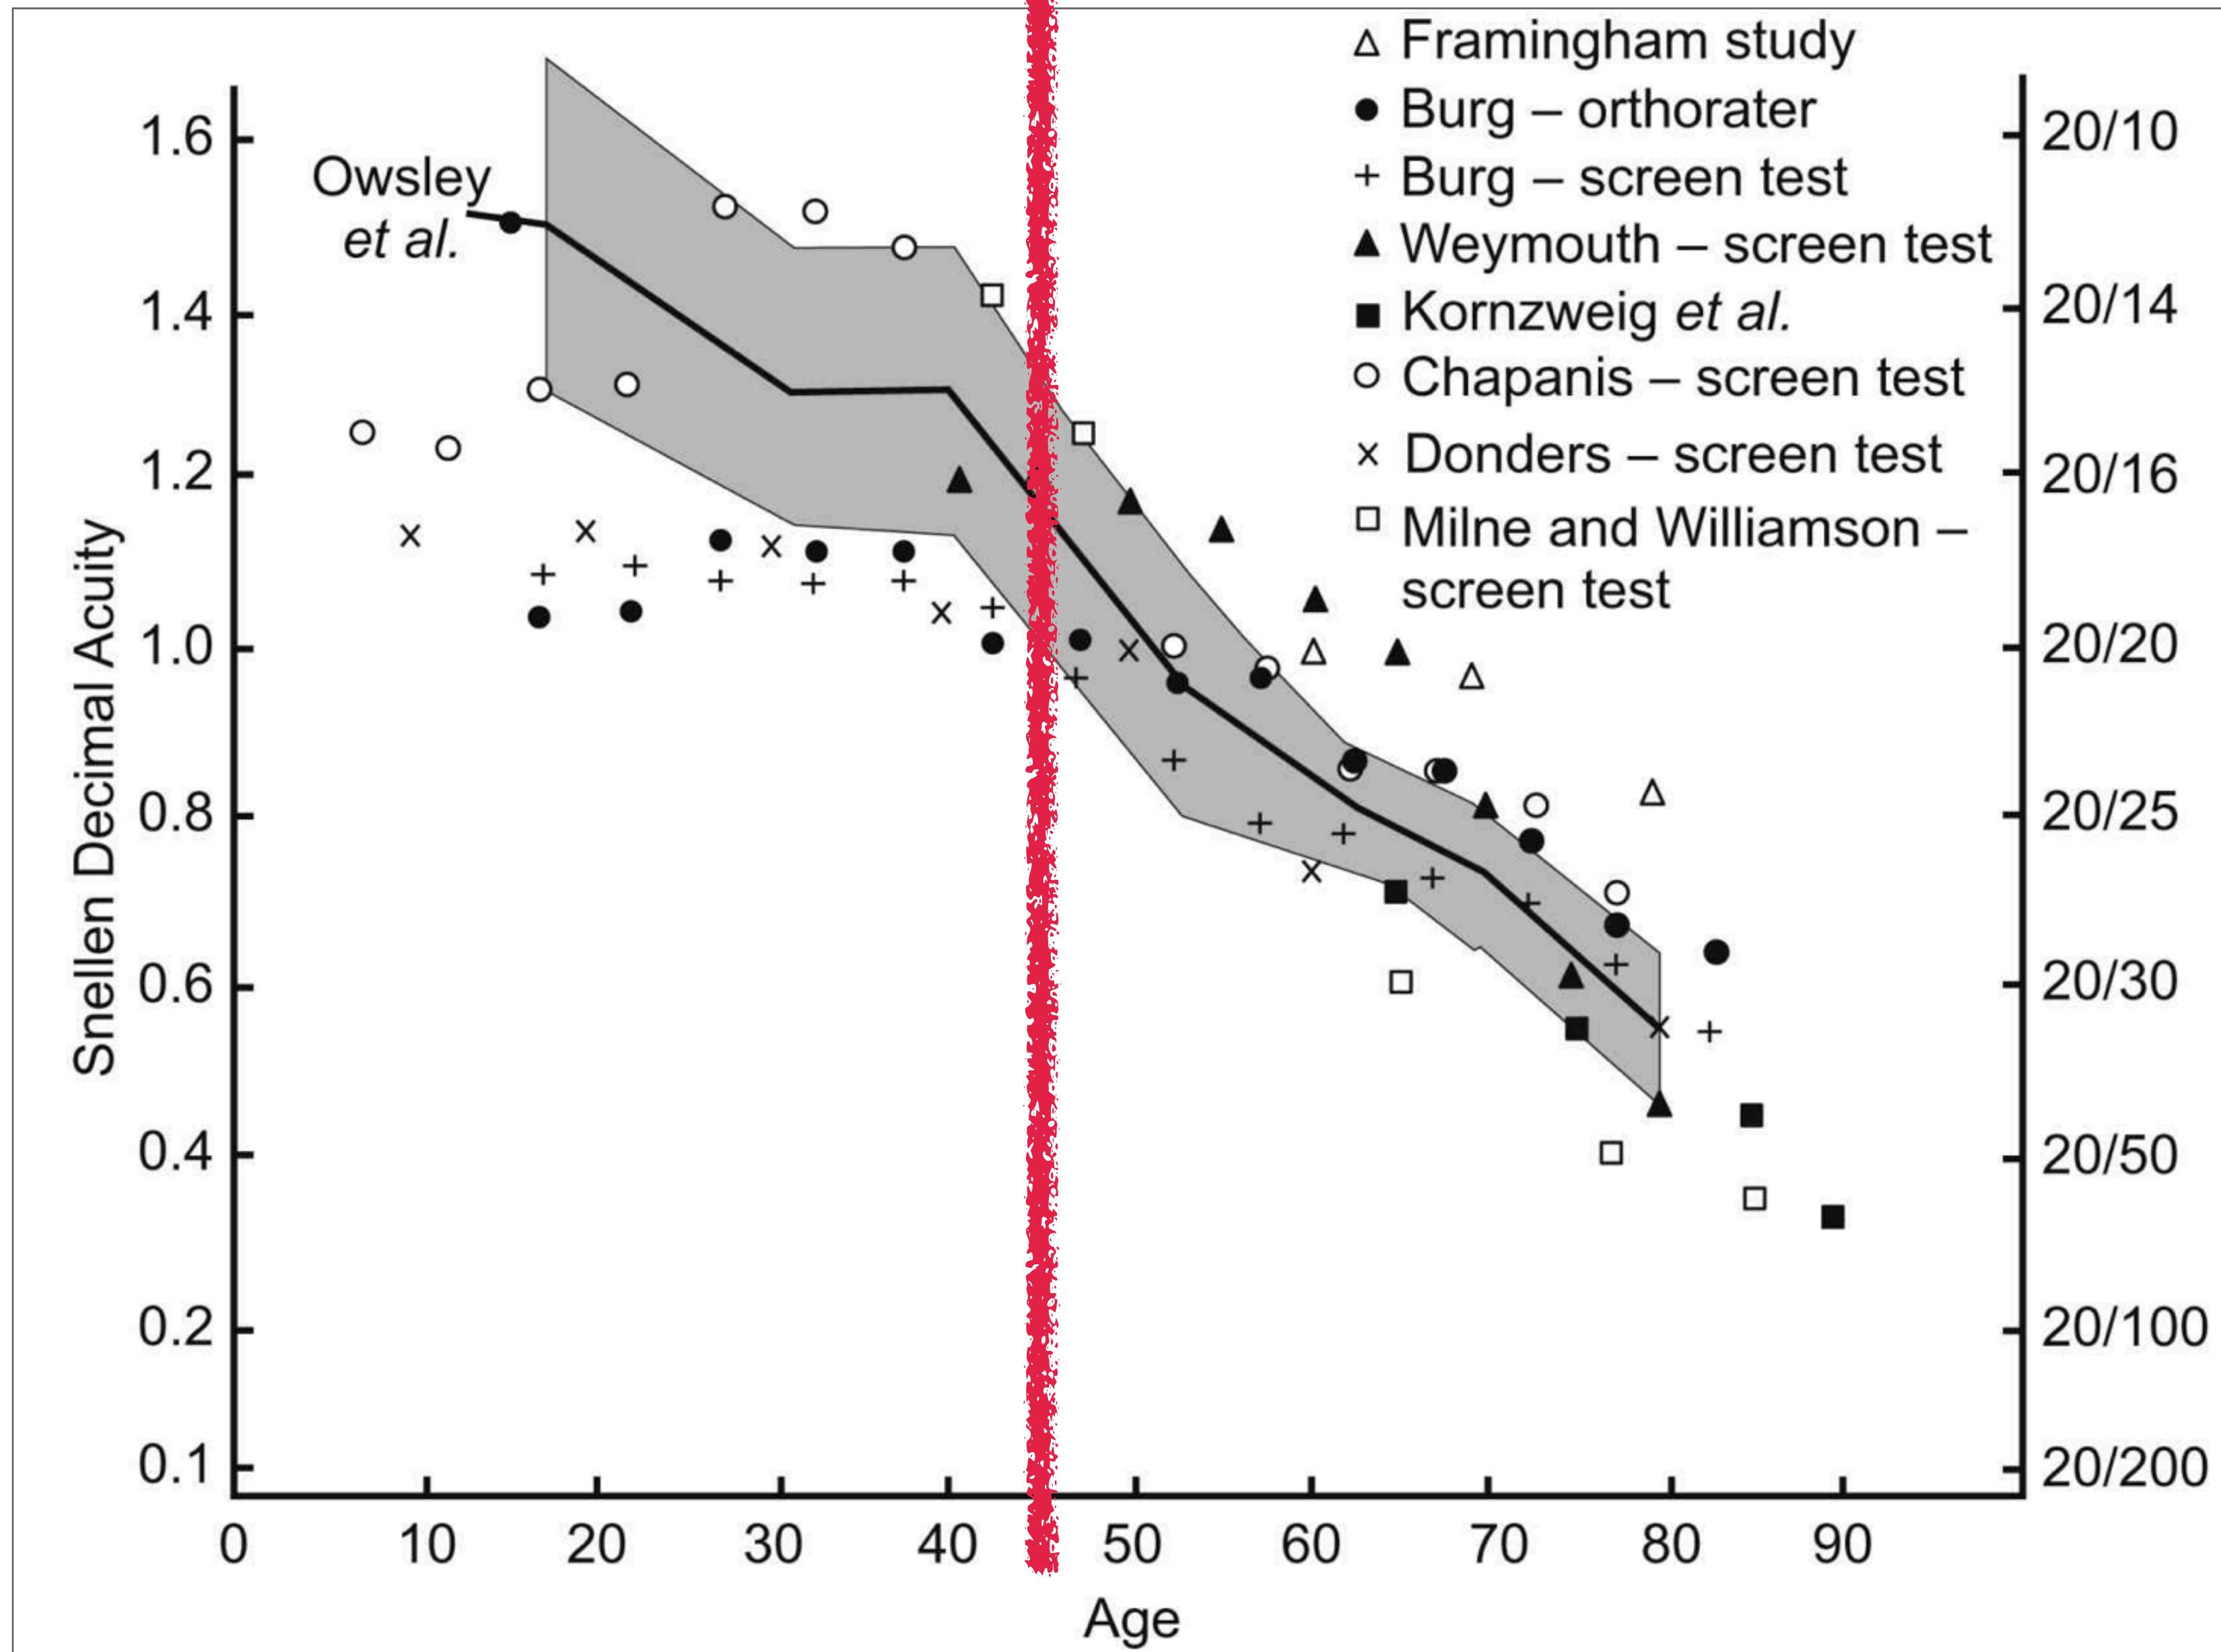 Framingham study
Burg – orthorater
Burg – screen test
Weymouth – screen test
Kornzweig et al.
Chapanis – screen test
Donders – screen test
Milne and Williamson –
screen test
Owsley
et al.
Snellen Decimal Acuity
1.6
1.4
1.2
1.0
0.8
0.6
0.4
0.2
0.1
20/10
20/14
20/16
20/20
20/25
20/30
20/50
20/100
20/200
0 10 20 30 40 50 60 70 80 90
Age